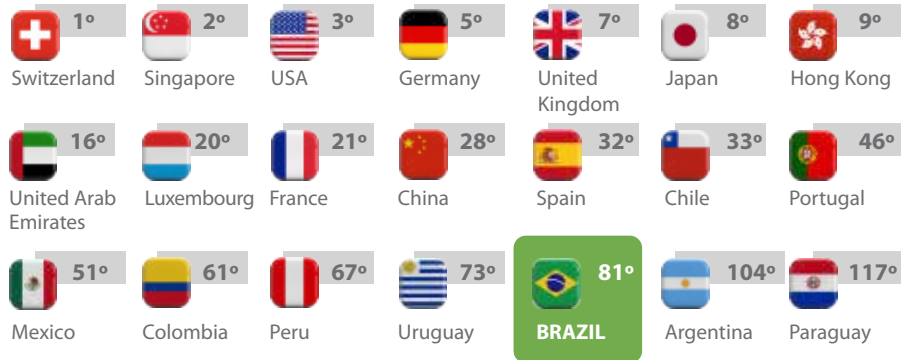 1º 2º 3º 5º 7º 8º 9º
Switzerland Singapore USA Germany United Kingdom Japan Hong Kong
16º 20º 21º 28º 32º 33º 46º
United Arab Emirates Luxembourg France China Spain Chile Portugal
51º 61º 67º 73º 81º 104º 117º
Mexico Colombia Peru Uruguay BRAZIL Argentina Paraguay